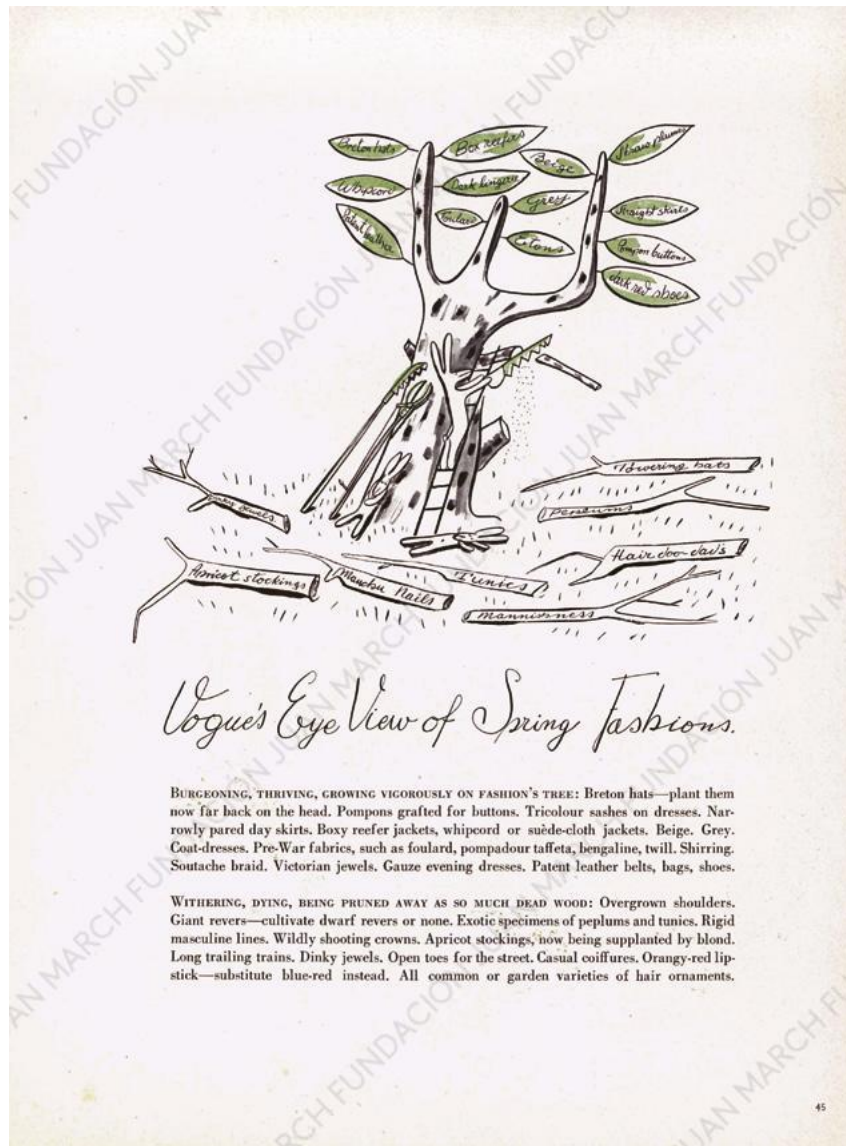 Breton hats
Box reefers
Beige
Straw plumes
Whipcord
Dark lingerie
Grey
Straight skirts
Patent leather
Foulard
Etons
Pompon buttons
dark red shoes
Towering hats
Dinky Jewels
Peplums
Hair doo-dad's
Apricot stockings
Manchu Nails
Tunics
Mannishness
Vogue's Eye View of Spring Fashions.
BURGEONING, THRIVING, GROWING VIGOROUSLY ON FASHION'S TREE: Breton hats—plant them
now far back on the head. Pompons grafted for buttons. Tricolour sashes on dresses. Nar-
rowly pared day skirts. Boxy reefer jackets, whipcord or suède-cloth jackets. Beige. Grey.
Coat-dresses. Pre-War fabrics, such as foulard, pompadour taffeta, bengaline, twill. Shirring.
Soutache braid. Victorian jewels. Gauze evening dresses. Patent leather belts, bags, shoes.
WITHERING, DYING, BEING PRUNED AWAY AS SO MUCH DEAD WOOD: Overgrown shoulders.
Giant revers—cultivate dwarf revers or none. Exotic specimens of peplums and tunics. Rigid
masculine lines. Wildly shooting crowns. Apricot stockings, now being supplanted by blond.
Long trailing trains. Dinky jewels. Open toes for the street. Casual coiffures. Orangy-red lip-
stick—substitute blue-red instead. All common or garden varieties of hair ornaments.
45
FUNDACIÓN JUAN MARCH